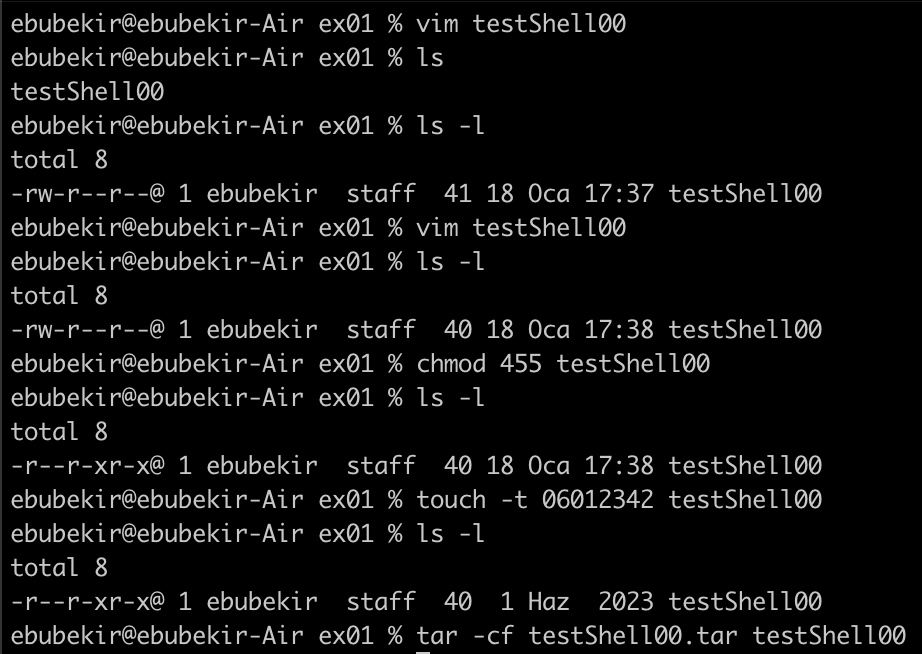 ebubekir@ebubekir-Air ex01 % vim testShell00
ebubekir@ebubekir-Air ex01 % ls
testShell00
ebubekir@ebubekir-Air ex01 % ls -l
total 8
-rw-r--r--@ 1 ebubekir  staff  41 18 Oca 17:37 testShell00
ebubekir@ebubekir-Air ex01 % vim testShell00
ebubekir@ebubekir-Air ex01 % ls -l
total 8
-rw-r--r--@ 1 ebubekir  staff  40 18 Oca 17:38 testShell00
ebubekir@ebubekir-Air ex01 % chmod 455 testShell00
ebubekir@ebubekir-Air ex01 % ls -l
total 8
-r--r-xr-x@ 1 ebubekir  staff  40 18 Oca 17:38 testShell00
ebubekir@ebubekir-Air ex01 % touch -t 06012342 testShell00
ebubekir@ebubekir-Air ex01 % ls -l
total 8
-r--r-xr-x@ 1 ebubekir  staff  40  1 Haz  2023 testShell00
ebubekir@ebubekir-Air ex01 % tar -cf testShell00.tar testShell00